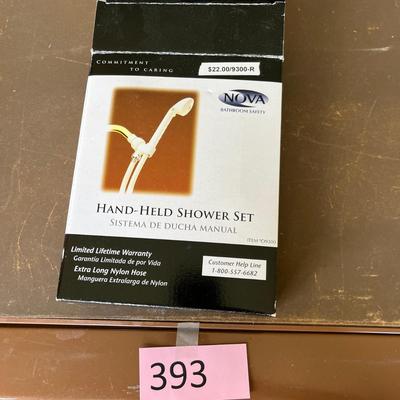 COMMITMENT
TO CARING
$22.00/9300-R
NOVA
BATHROOM SAFETY
HAND-HELD SHOWER SET
SISTEMA DE DUCHA MANUAL
ITEM #D9300
Limited Lifetime Warranty
Garantia Limitada de por Vida
Extra Long Nylon Hose
Manguera Extralarga de Nylon
Customer Help Line
1-800-557-6682
393